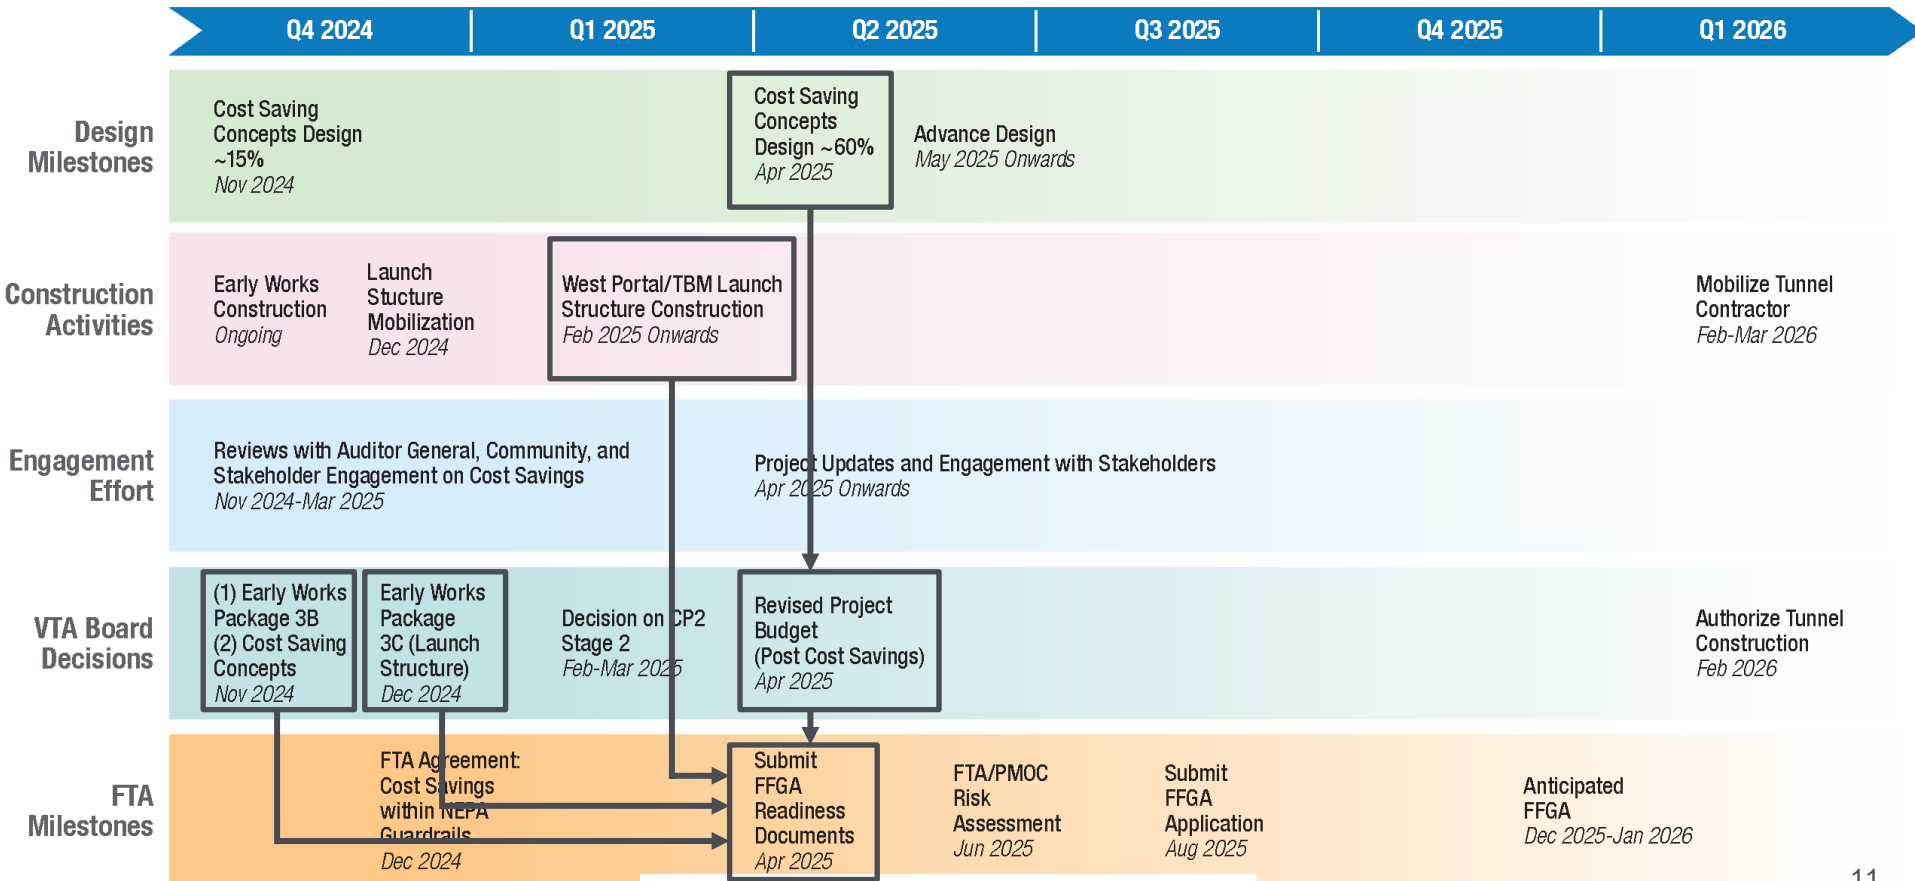 Q4 2024
Q1 2025
Q2 2025
Q3 2025
Q4 2025
Q1 2026
Design
Milestones
Cost Saving
Concepts Design
~15%
Nov 2024
Cost Saving
Concepts
Design ~60%
Apr 2025
Advance Design
May 2025 Onwards
Construction
Activities
Early Works
Construction
Ongoing
Launch
Stucture
Mobilization
Dec 2024
West Portal/TBM Launch
Structure Construction
Feb 2025 Onwards
Mobilize Tunnel
Contractor
Feb-Mar 2026
Engagement
Effort
Reviews with Auditor General, Community, and
Stakeholder Engagement on Cost Savings
Nov 2024-Mar 2025
Project Updates and Engagement with Stakeholders
Apr 2025 Onwards
VTA Board
Decisions
(1) Early Works
Package 3B
(2) Cost Saving
Concepts
Nov 2024
Early Works
Package
3C (Launch
Structure)
Dec 2024
Decision on CP2
Stage 2
Feb-Mar 2025
Revised Project
Budget
(Post Cost Savings)
Apr 2025
Authorize Tunnel
Construction
Feb 2026
FTA
Milestones
FTA Agreement:
Cost Savings
within NEPA
Guardrails
Dec 2024
Submit
FFGA
Readiness
Documents
Apr 2025
FTA/PMOC
Risk
Assessment
Jun 2025
Submit
FFGA
Application
Aug 2025
Anticipated
FFGA
Dec 2025-Jan 2026
11